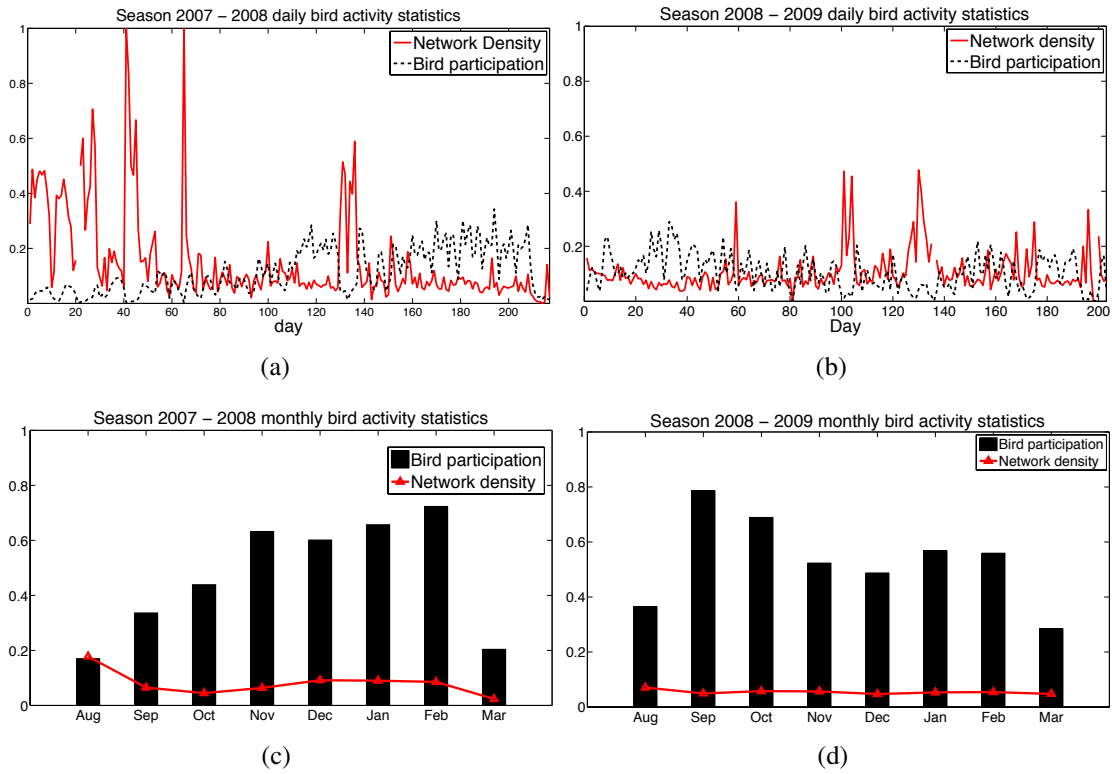 Season 2007 – 2008 daily bird activity statistics
1
0.8
0.6
0.4
0.2
Network Density
Bird participation
0 20 40 60 80 100 120 140 160 180 200
day
(a)
Season 2008 – 2009 daily bird activity statistics
1
0.8
0.6
0.4
0.2
Network density
Bird participation
0 20 40 60 80 100 120 140 160 180 200
Day
(b)
Season 2007 – 2008 monthly bird activity statistics
1
0.8
0.6
0.4
0.2
0
Bird participation
Network density
Aug Sep Oct Nov Dec Jan Feb Mar
(c)
Season 2008 – 2009 monthly bird activity statistics
1
0.8
0.6
0.4
0.2
0
Bird participation
Network density
Aug Sep Oct Nov Dec Jan Feb Mar
(d)